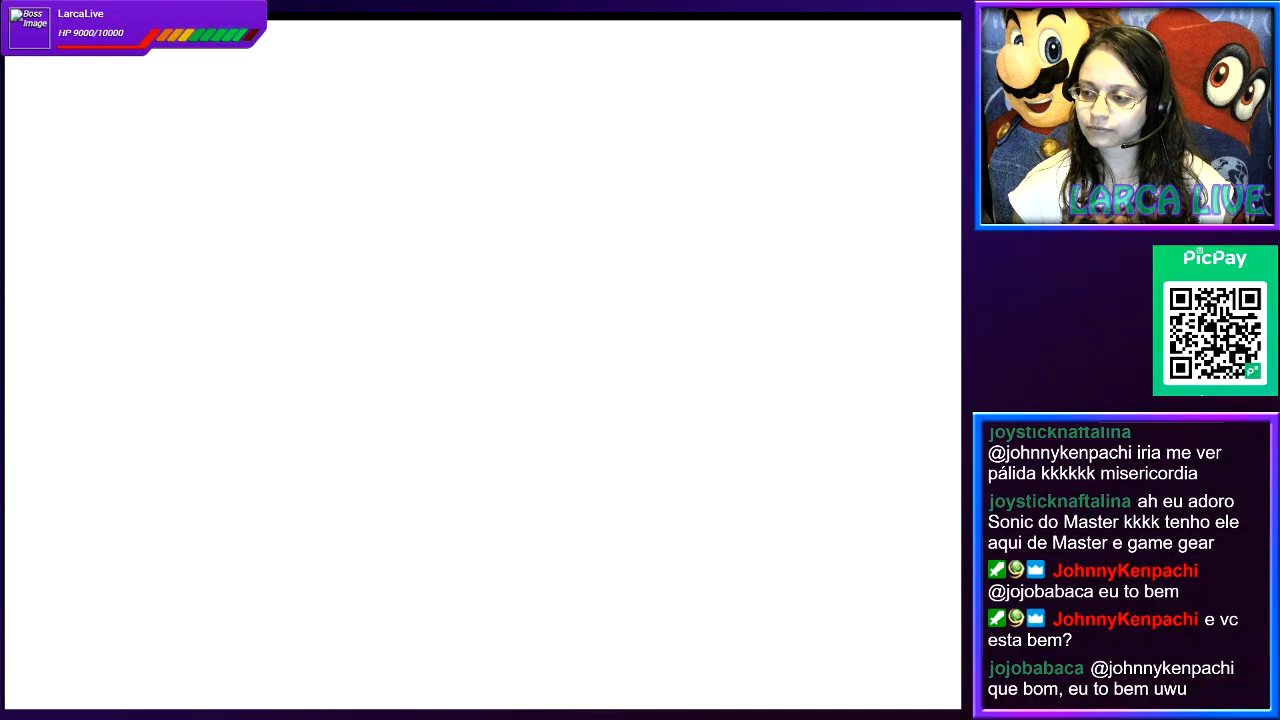 Boss
Image
LarcaLive
HP 9000/10000
LARCA LIVE
PicPay
joysticknaftalina
@johnnykenpachi iria me ver
pálida kkkkkk misericordia
joysticknaftalina ah eu adoro
Sonic do Master kkkk tenho ele
aqui de Master e game gear
JohnnyKenpachi
@jojobabaca eu to bem
JohnnyKenpachi e vc
esta bem?
jojobabaca @johnnykenpachi
que bom, eu to bem uwu